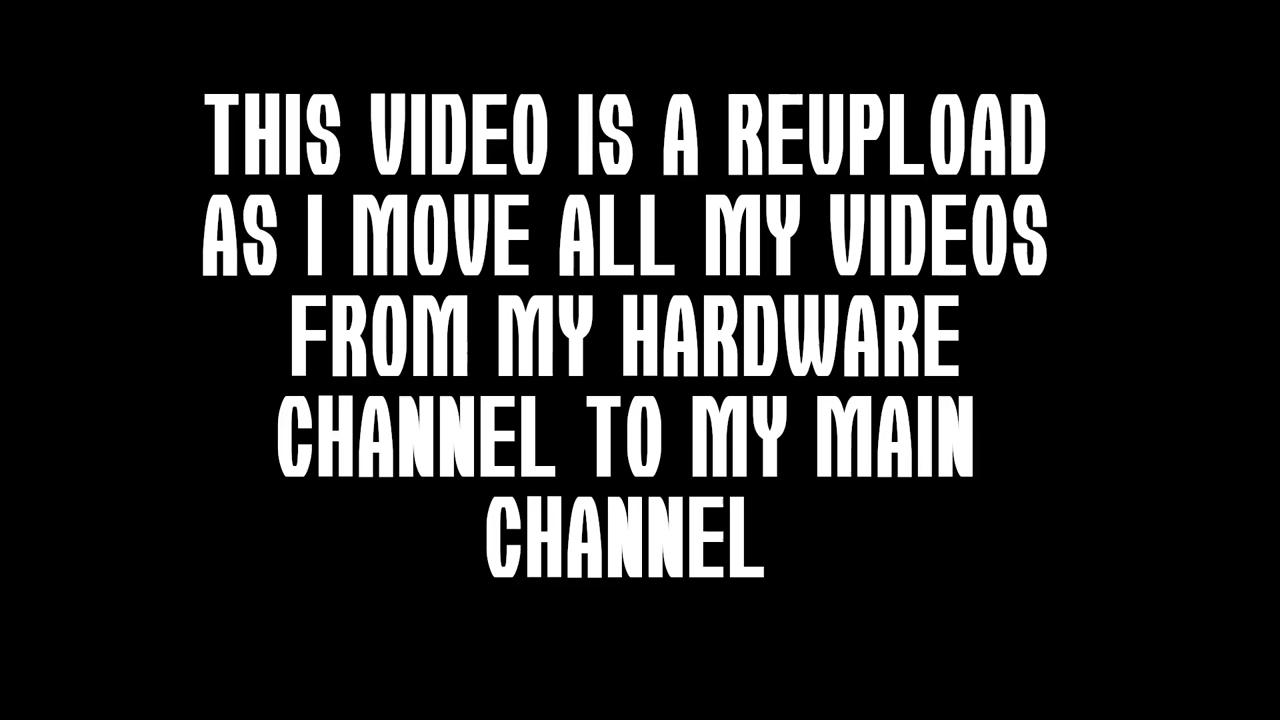 THIS VIDEO IS A REUPLOAD
AS I MOVE ALL MY VIDEOS
FROM MY HARDWARE
CHANNEL TO MY MAIN
CHANNEL